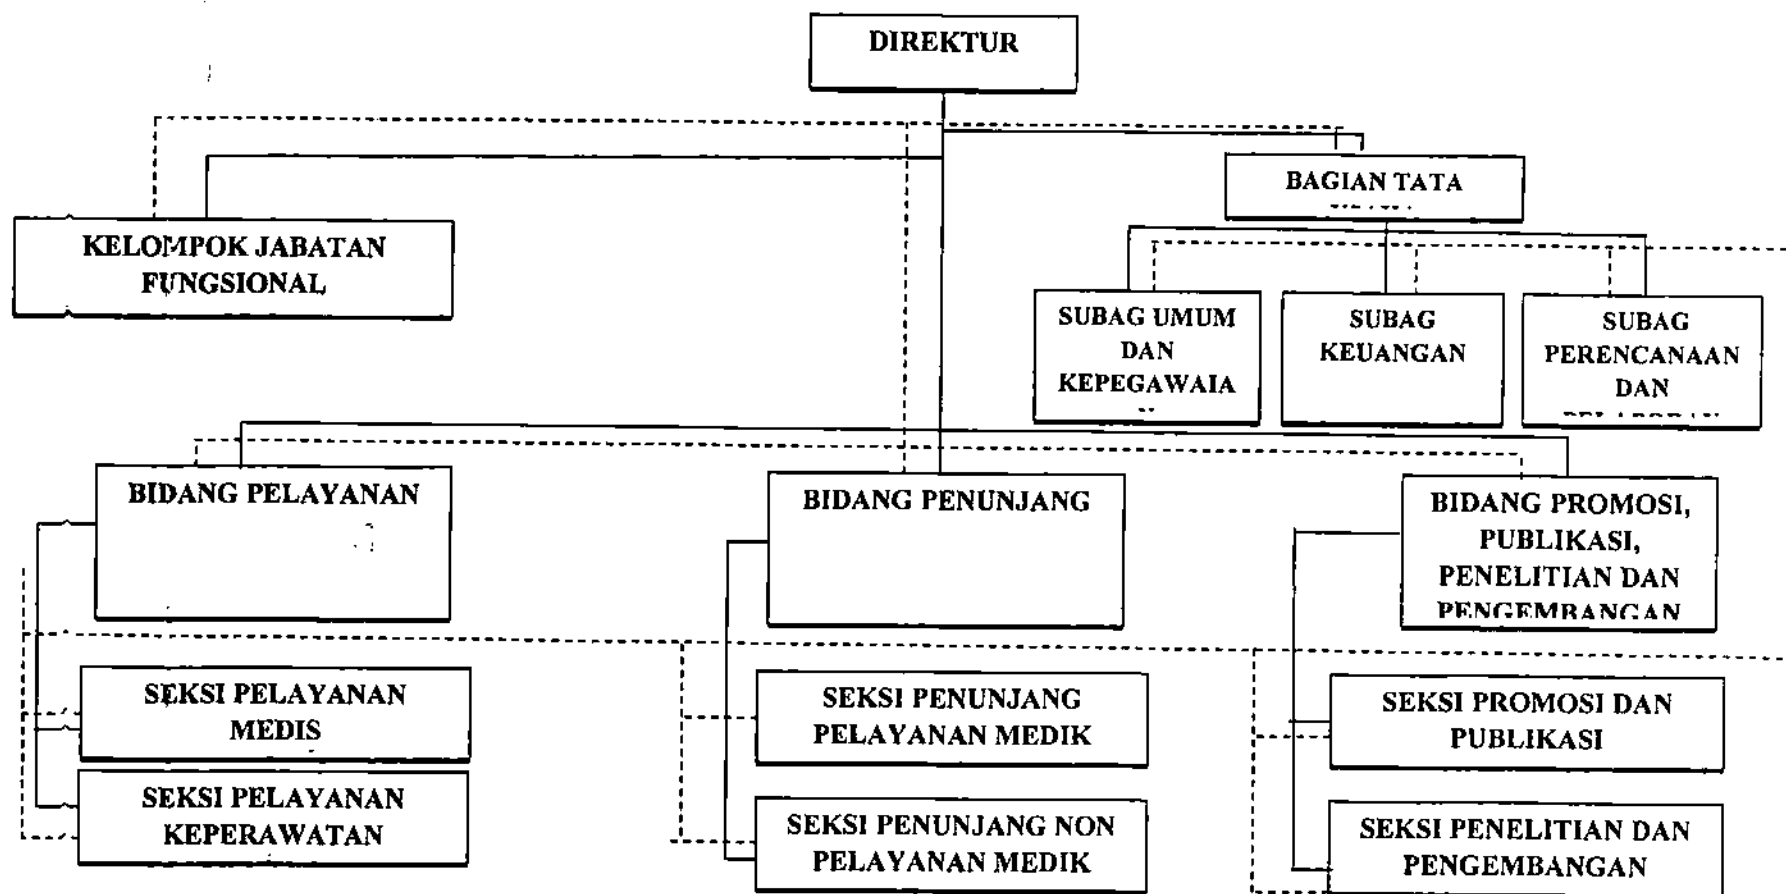 DIREKTUR
BAGIAN TATA
KELOMPOK JABATAN
FUNGSIONAL
SUBAG UMUM
DAN
KEPEGAWAIA
SUBAG
KEUANGAN
SUBAG
PERENCANAAN
DAN
BIDANG PELAYANAN
BIDANG PENUNJANG
BIDANG PROMOSI,
PUBLIKASI,
PENELITIAN DAN
PENGEMBANGAN
SEKSI PELAYANAN
MEDIS
SEKSI PENUNJANG
PELAYANAN MEDIK
SEKSI PROMOSI DAN
PUBLIKASI
SEKSI PELAYANAN
KEPERAWATAN
SEKSI PENUNJANG NON
PELAYANAN MEDIK
SEKSI PENELITIAN DAN
PENGEMBANGAN